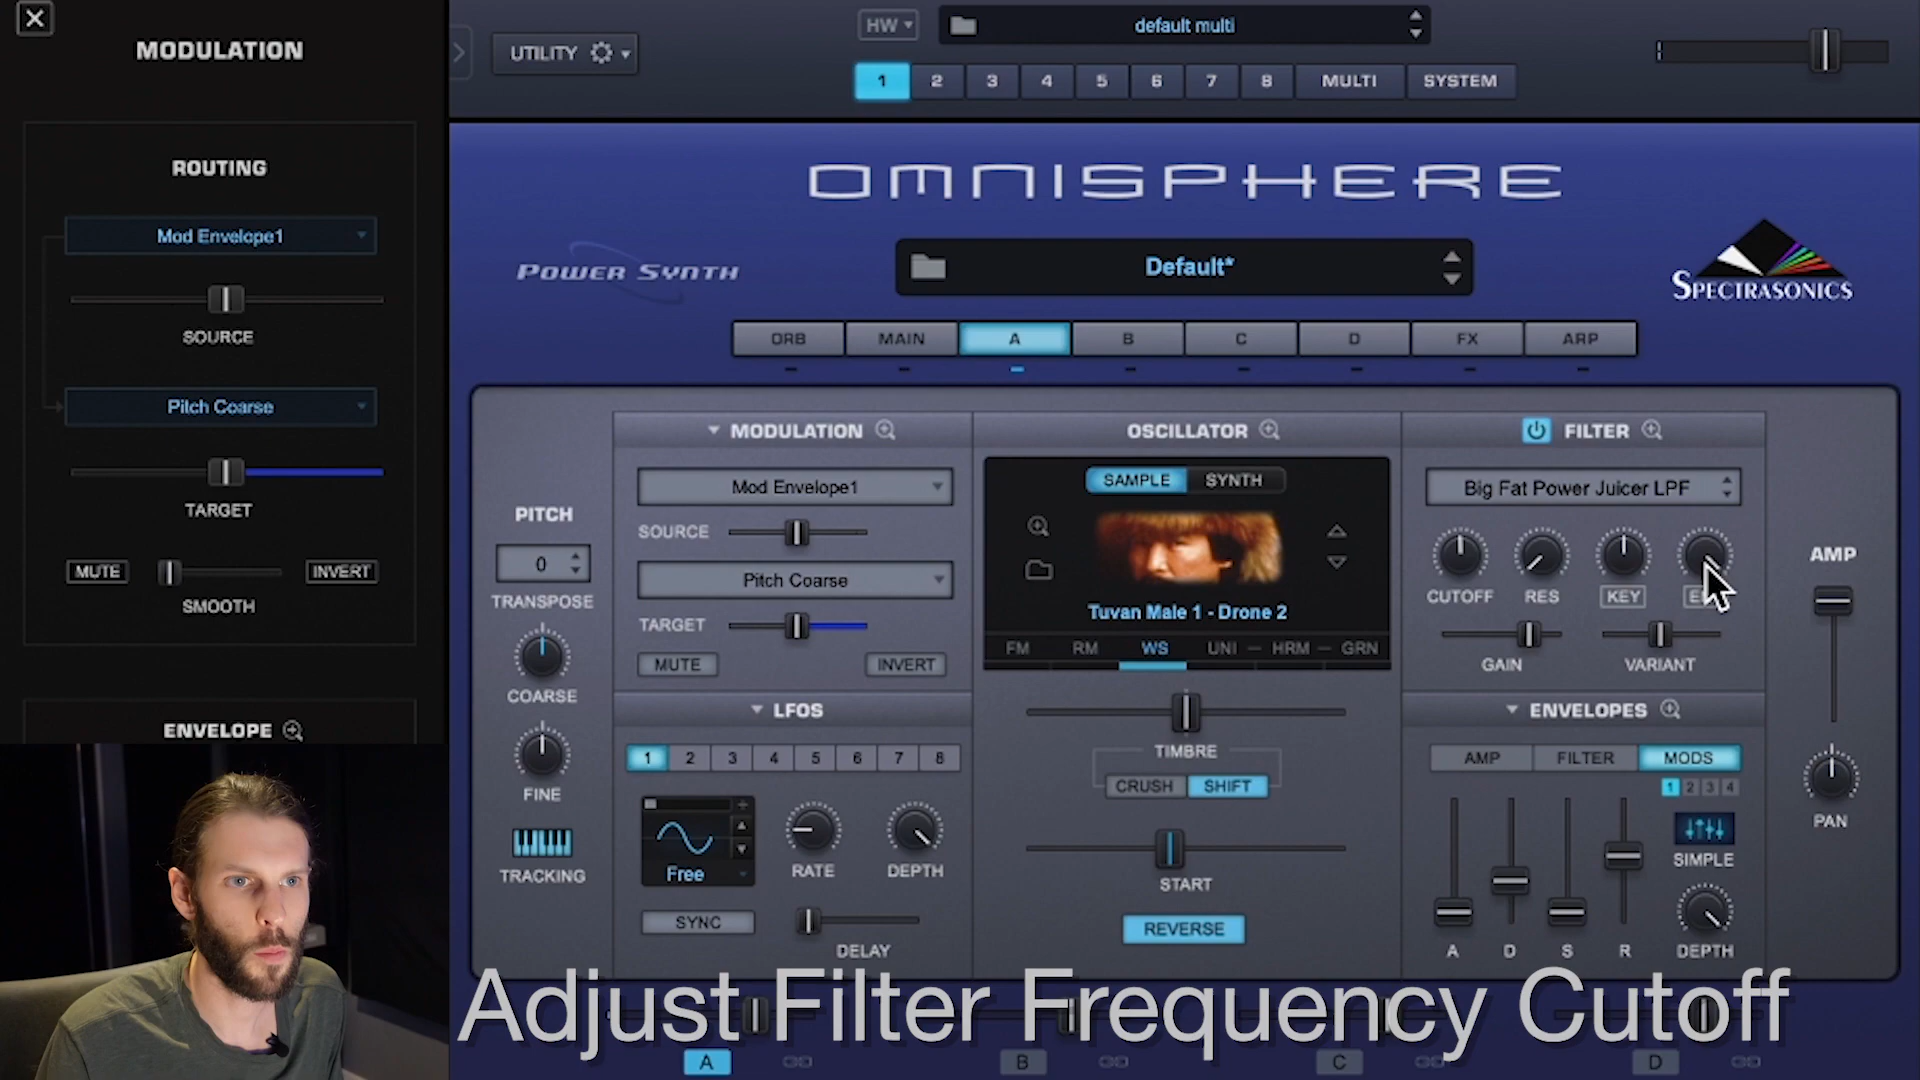 MODULATION
ROUTING
Mod Envelope1
SOURCE
Pitch Coarse
TARGET
MUTE
INVERT
SMOOTH
ENVELOPE
UTILITY
HW
default multi
1 2 3 4 5 6 7 8 MULTI SYSTEM
OMNISPHERE
POWER SYNTH
Default*
SPECTRASONICS
ORB MAIN A B C D FX ARP
PITCH
0
TRANSPOSE
COARSE
FINE
TRACKING
MODULATION
Mod Envelope1
SOURCE
Pitch Coarse
TARGET
MUTE INVERT
LFOS
1 2 3 4 5 6 7 8
Free
RATE DEPTH
SYNC
DELAY
OSCILLATOR
SAMPLE SYNTH
Tuvan Male 1 - Drone 2
FM RM WS UNI – HRM – GRN
TIMBRE
CRUSH SHIFT
START
REVERSE
FILTER
Big Fat Power Juicer LPF
CUTOFF RES KEY
GAIN VARIANT
ENVELOPES
AMP FILTER MODS
1 2 3 4
SIMPLE
A D S R DEPTH
AMP
PAN
Adjust Filter Frequency Cutoff
A B C D